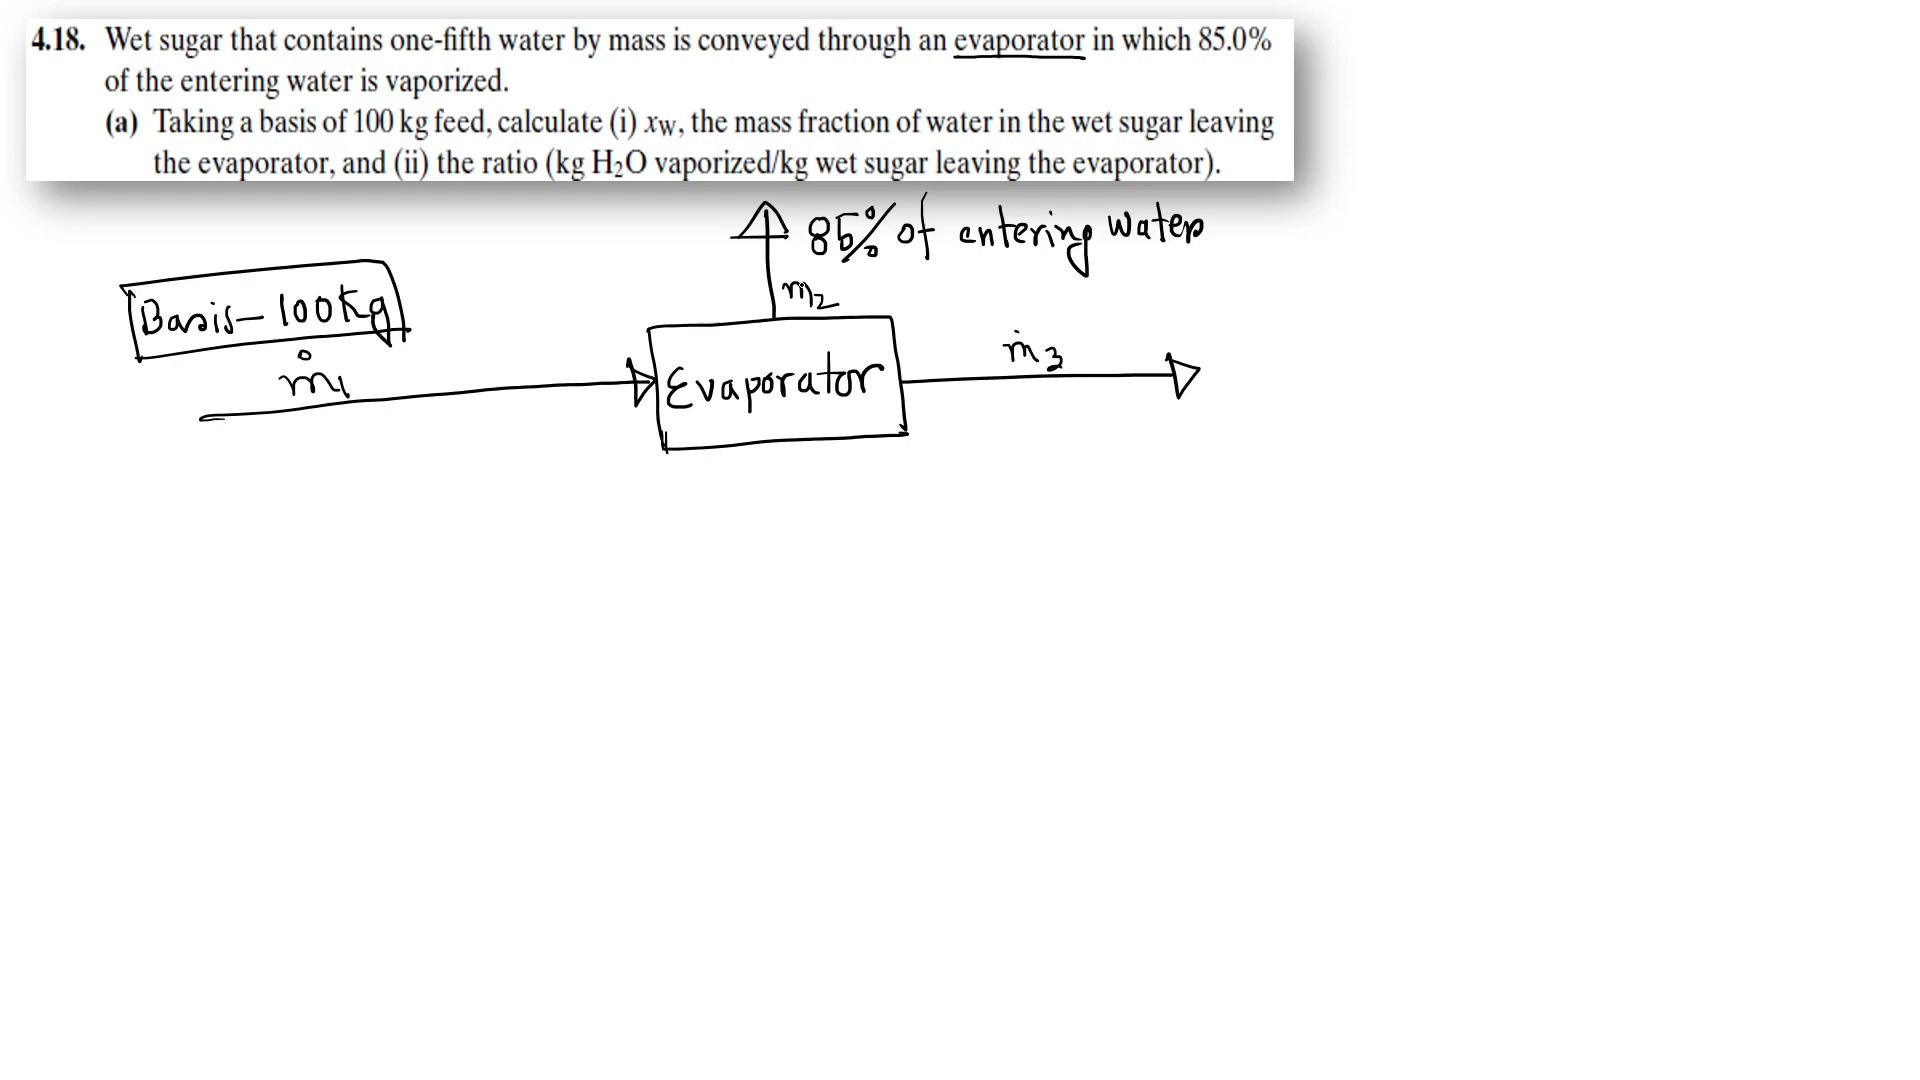 4.18. Wet sugar that contains one-fifth water by mass is conveyed through an evaporator in which 85.0%
of the entering water is vaporized.
(a) Taking a basis of 100 kg feed, calculate (i) xW, the mass fraction of water in the wet sugar leaving
the evaporator, and (ii) the ratio (kg H₂O vaporized/kg wet sugar leaving the evaporator).
85% of entering water
Basis - 100Kg
ṁ2
ṁ1
Evaporator
ṁ3